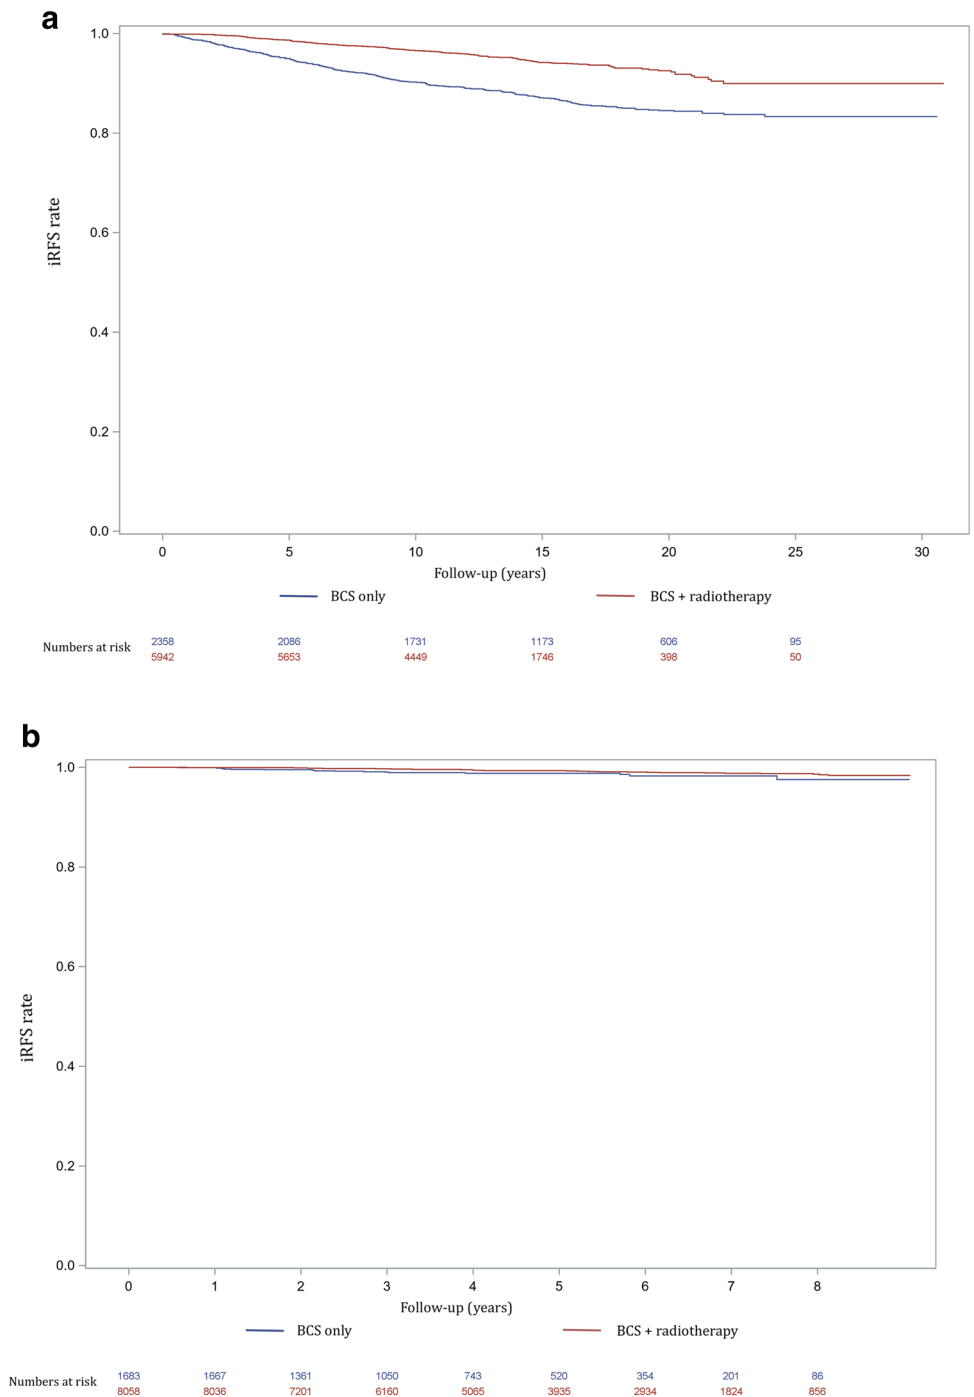 a
1.0
0.8
0.6
0.4
0.2
0.0
iRFS rate
0 5 10 15 20 25 30
Follow-up (years)
BCS only BCS + radiotherapy
Numbers at risk
2358 2086 1731 1173 606 95
5942 5653 4449 1746 398 50
b
1.0
0.8
0.6
0.4
0.2
0.0
iRFS rate
0 1 2 3 4 5 6 7 8
Follow-up (years)
BCS only BCS + radiotherapy
Numbers at risk
1683 1667 1361 1050 743 520 354 201 86
8058 8036 7201 6160 5065 3935 2934 1824 856